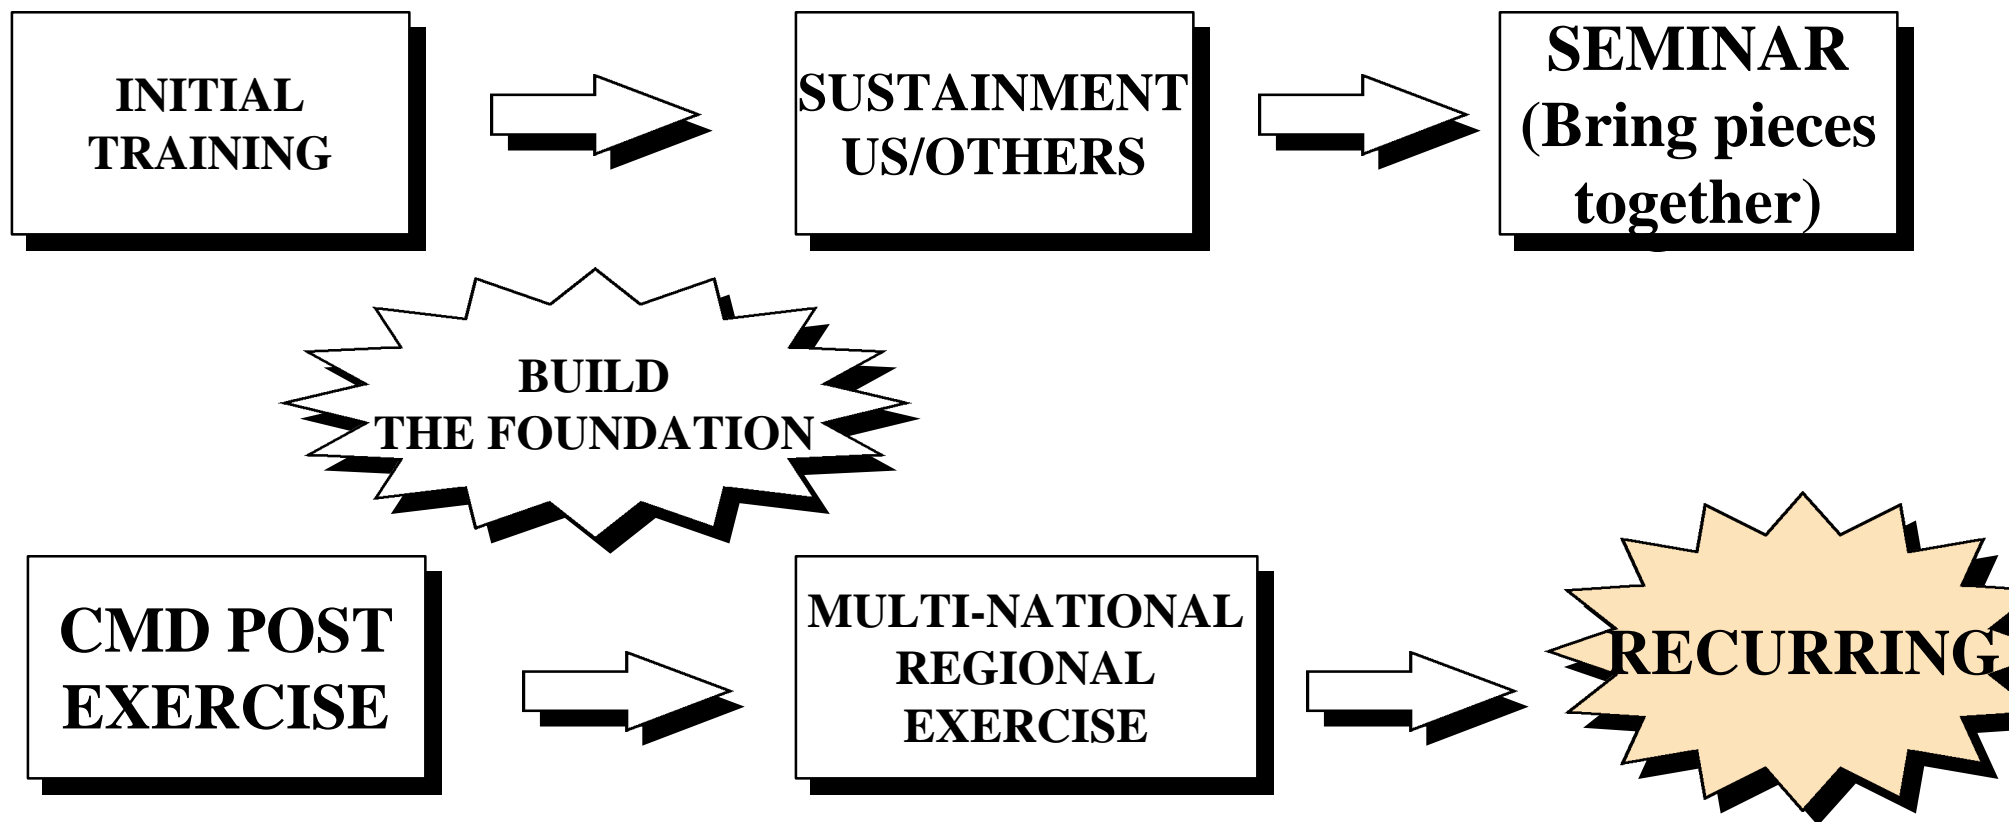 INITIAL
TRAINING
SUSTAINMENT
US/OTHERS
SEMINAR
(Bring pieces
together)
BUILD
THE FOUNDATION
CMD POST
EXERCISE
MULTI-NATIONAL
REGIONAL
EXERCISE
RECURRING